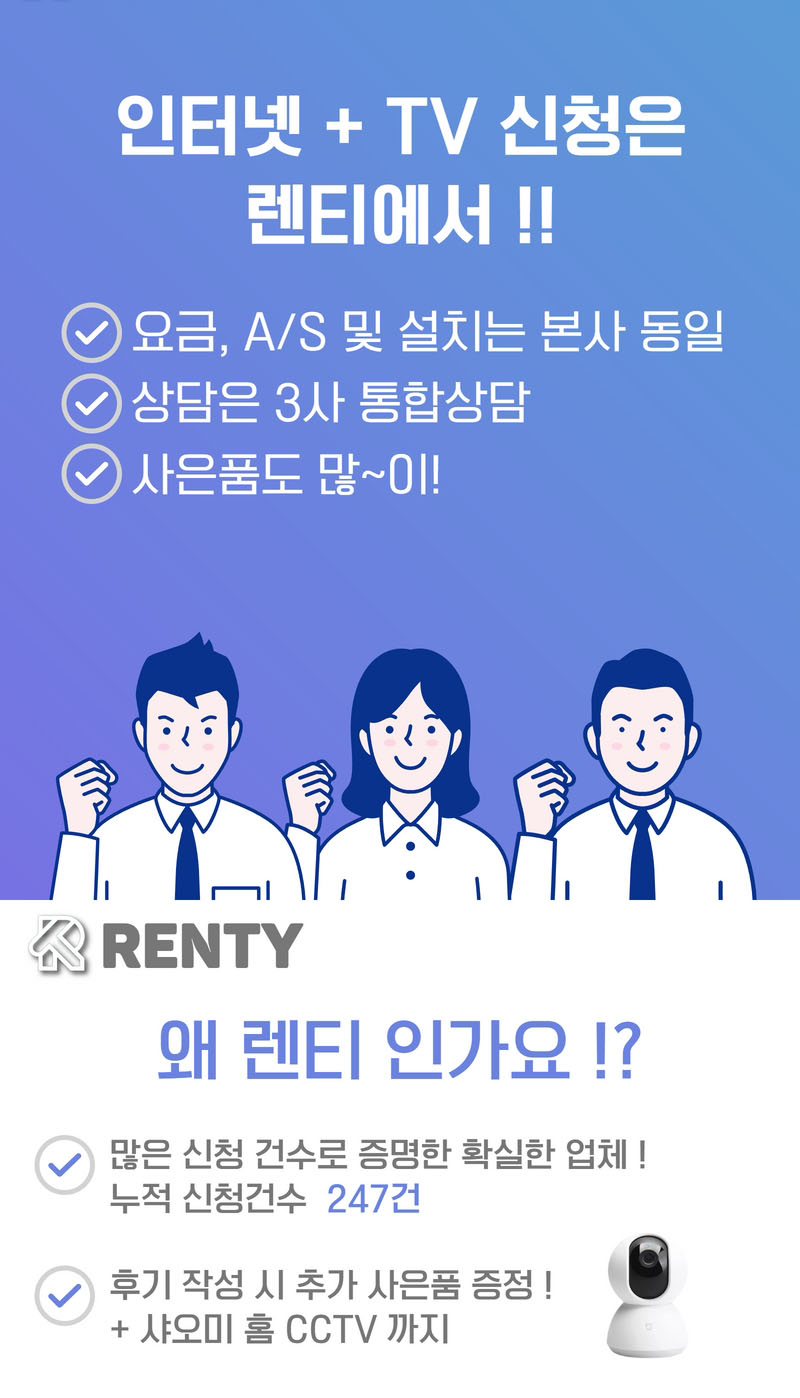 인터넷 + TV 신청은
렌티에서 !!
요금, A/S 및 설치는 본사 동일
상담은 3사 통합상담
사은품도 많~이!
RENTY
왜 렌티 인가요 !?
많은 신청 건수로 증명한 확실한 업체 !
누적 신청건수 247건
후기 작성 시 추가 사은품 증정 !
+ 샤오미 홈 CCTV 까지